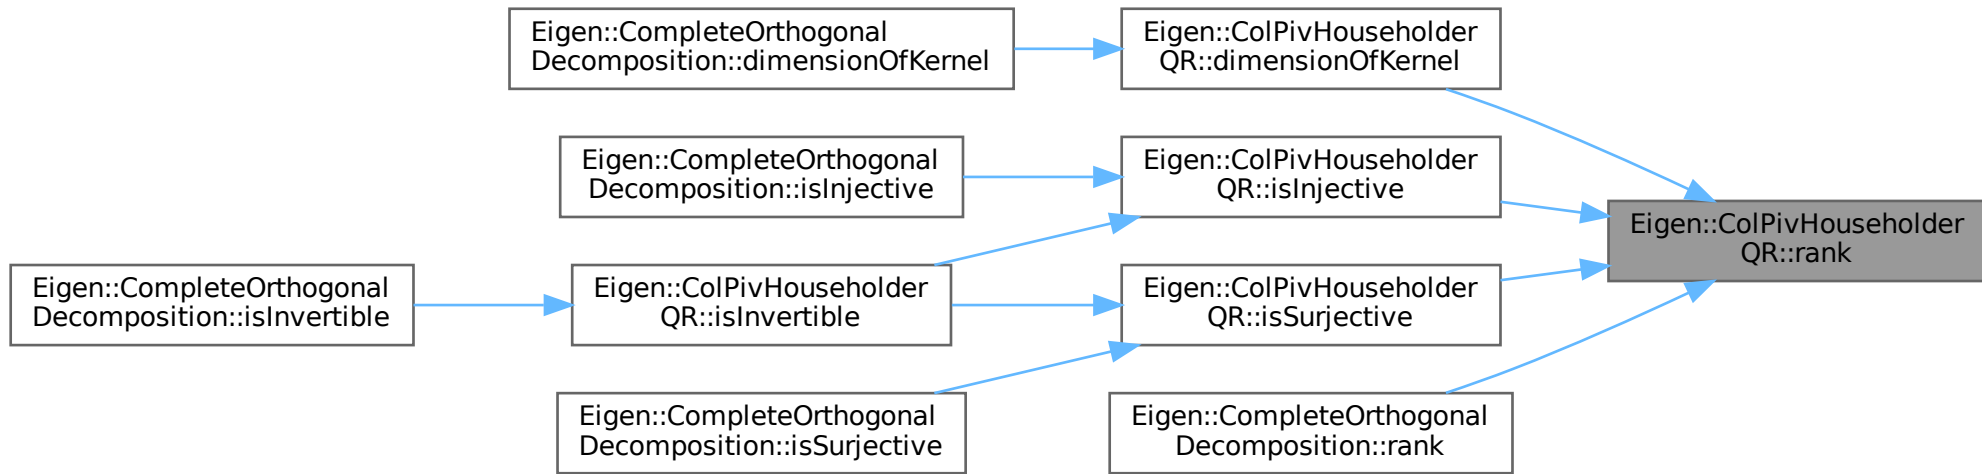 Eigen::CompleteOrthogonal
Decomposition::dimensionOfKernel
Eigen::ColPivHouseholder
QR::dimensionOfKernel
Eigen::CompleteOrthogonal
Decomposition::isInjective
Eigen::ColPivHouseholder
QR::isInjective
Eigen::ColPivHouseholder
QR::rank
Eigen::CompleteOrthogonal
Decomposition::isInvertible
Eigen::ColPivHouseholder
QR::isInvertible
Eigen::ColPivHouseholder
QR::isSurjective
Eigen::CompleteOrthogonal
Decomposition::isSurjective
Eigen::CompleteOrthogonal
Decomposition::rank